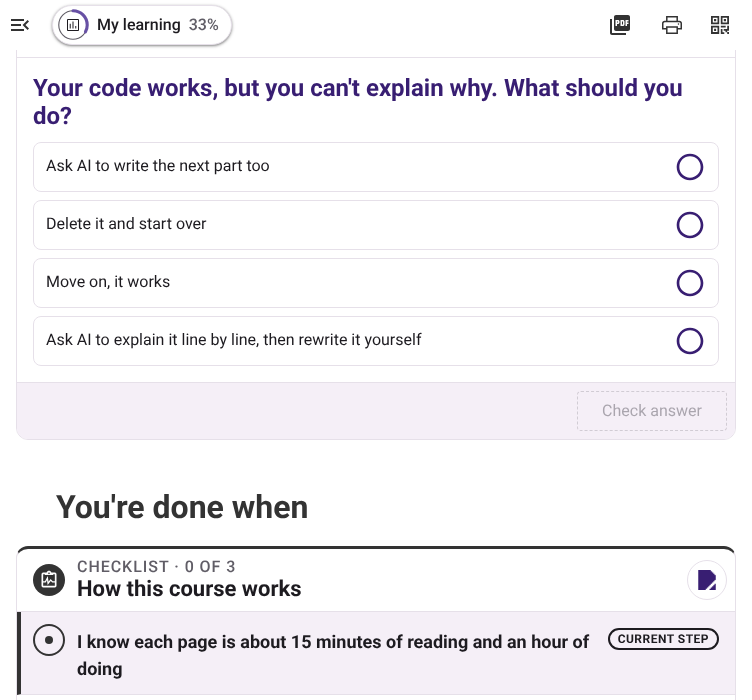 My learning 33%
PDF
Your code works, but you can't explain why. What should you
do?
Ask AI to write the next part too
Delete it and start over
Move on, it works
Ask AI to explain it line by line, then rewrite it yourself
Check answer
You're done when
CHECKLIST · 0 OF 3
How this course works
I know each page is about 15 minutes of reading and an hour of
doing
CURRENT STEP